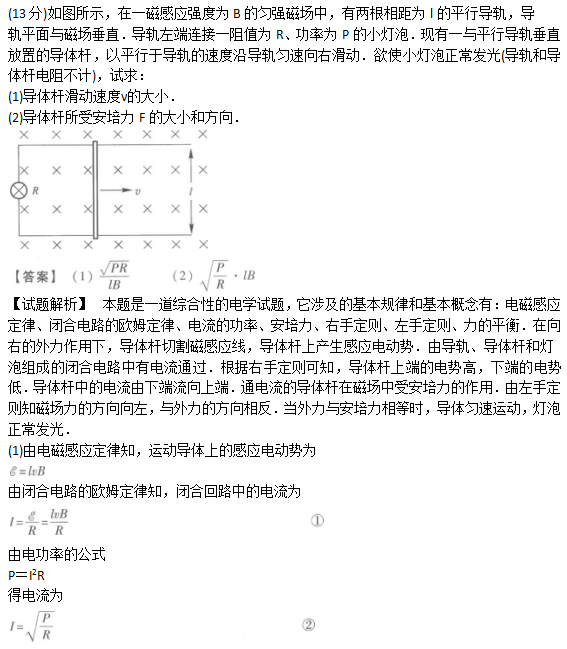 (13分)如图所示，在一磁感应强度为 B 的匀强磁场中，有两根相距为 l 的平行导轨，导
轨平面与磁场垂直．导轨左端连接一阻值为 R、功率为 P 的小灯泡．现有一与平行导轨垂直
放置的导体杆，以平行于导轨的速度沿导轨匀速向右滑动．欲使小灯泡正常发光(导轨和导
体杆电阻不计)，试求：
(1)导体杆滑动速度v的大小．
(2)导体杆所受安培力 F 的大小和方向．
× × × × × × ×
× × × × × × ×
R v l
× × × × × × ×
× × × × × × ×
【答案】 (1) √PR/lB (2) √(P/R) · lB
【试题解析】 本题是一道综合性的电学试题，它涉及的基本规律和基本概念有：电磁感应
定律、闭合电路的欧姆定律、电流的功率、安培力、右手定则、左手定则、力的平衡．在向
右的外力作用下，导体杆切割磁感应线，导体杆上产生感应电动势．由导轨、导体杆和灯
泡组成的闭合电路中有电流通过．根据右手定则可知，导体杆上端的电势高，下端的电势
低．导体杆中的电流由下端流向上端．通电流的导体杆在磁场中受安培力的作用．由左手定
则知磁场力的方向向左，与外力的方向相反．当外力与安培力相等时，导体匀速运动，灯泡
正常发光．
(1)由电磁感应定律知，运动导体上的感应电动势为
ℰ=lvB
由闭合电路的欧姆定律知，闭合回路中的电流为
I=ℰ/R=lvB/R ①
由电功率的公式
P＝I²R
得电流为
I=√(P/R) ②